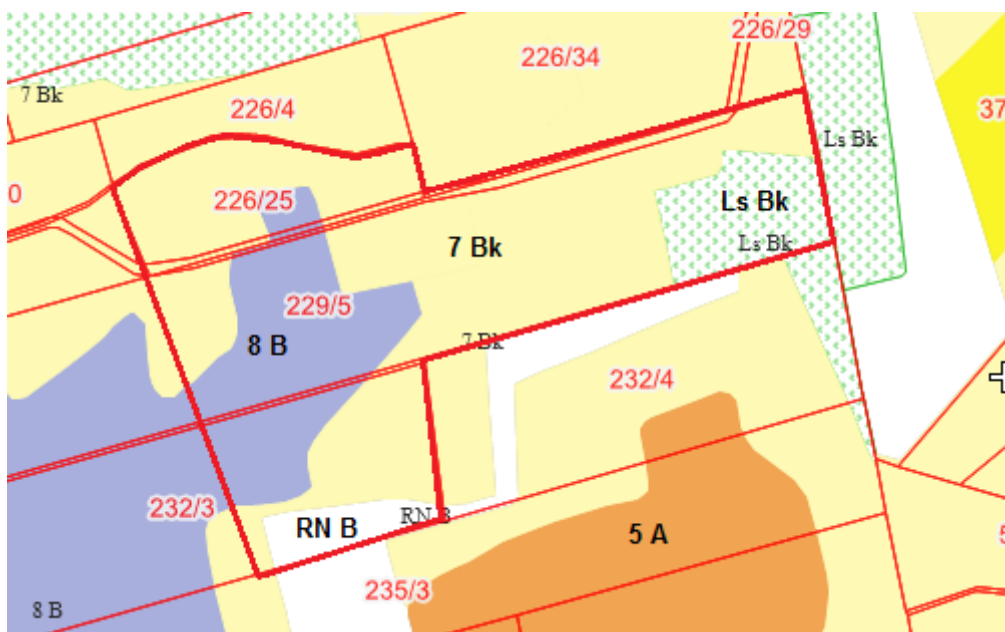 226/29
226/34
7 Bk
226/4
37
Ls Bk
0
226/25
Ls Bk
7 Bk
Ls Bk
229/5
8 B
7 Bk
232/4
232/3
RN B
RN B
5 A
5
235/3
8 B